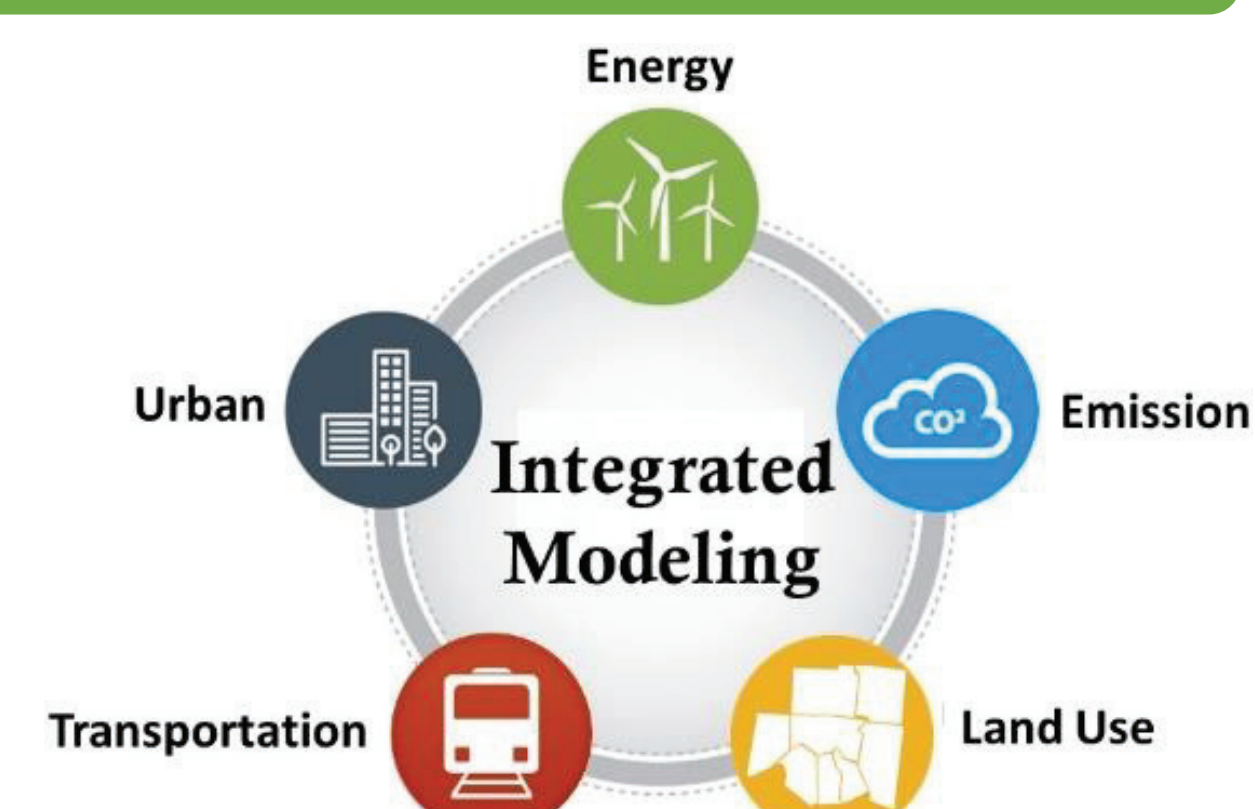 Energy
Urban
CO²
Emission
Integrated
Modeling
Transportation
Land Use